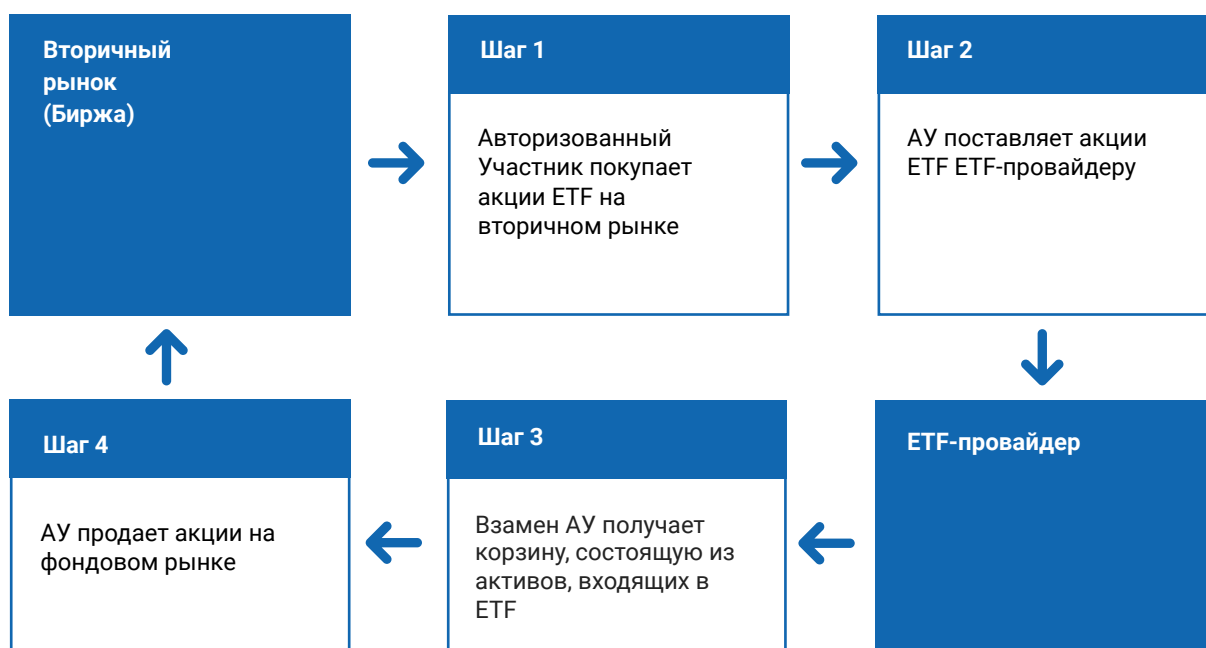 Вторичный
рынок
(Биржа)
Шаг 1
Авторизованный
Участник покупает
акции ETF на
вторичном рынке
Шаг 2
АУ поставляет акции
ETF ETF-провайдеру
Шаг 4
АУ продает акции на
фондовом рынке
Шаг 3
Взамен АУ получает
корзину, состоящую из
активов, входящих в
ETF
ETF-провайдер